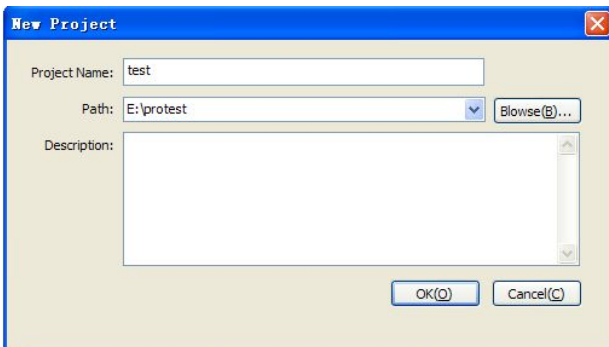 New Project
Project Name: test
Path: E:\protest Blowse(B)...
Description:
OK(O) Cancel(C)